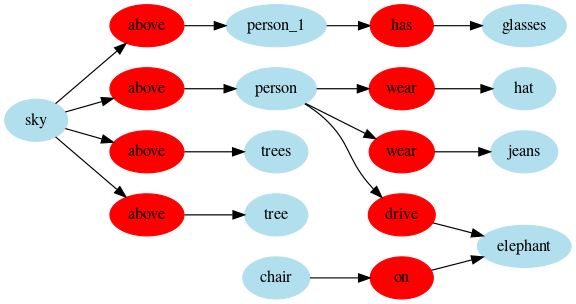 above
person_1
has
glasses
above
person
wear
hat
sky
above
trees
wear
jeans
above
tree
drive
elephant
chair
on